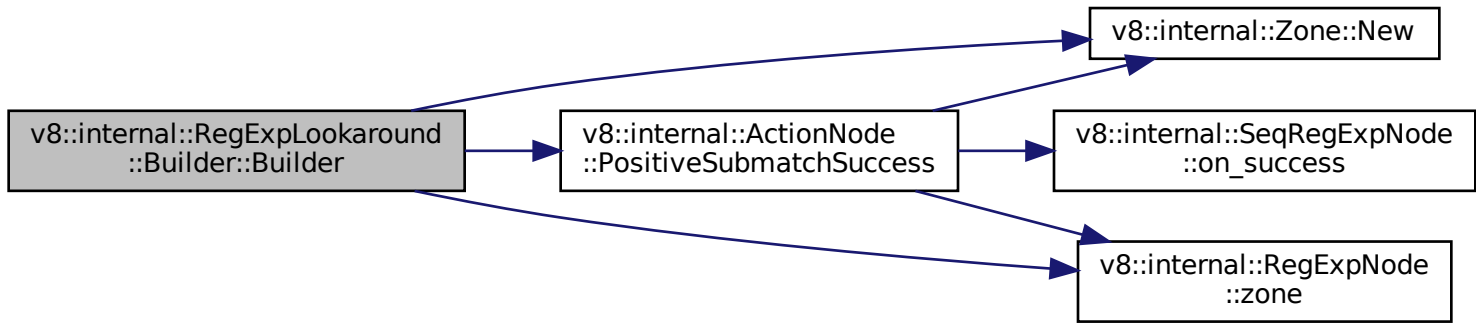 v8::internal::RegExpLookaround
::Builder::Builder
v8::internal::ActionNode
::PositiveSubmatchSuccess
v8::internal::Zone::New
v8::internal::SeqRegExpNode
::on_success
v8::internal::RegExpNode
::zone